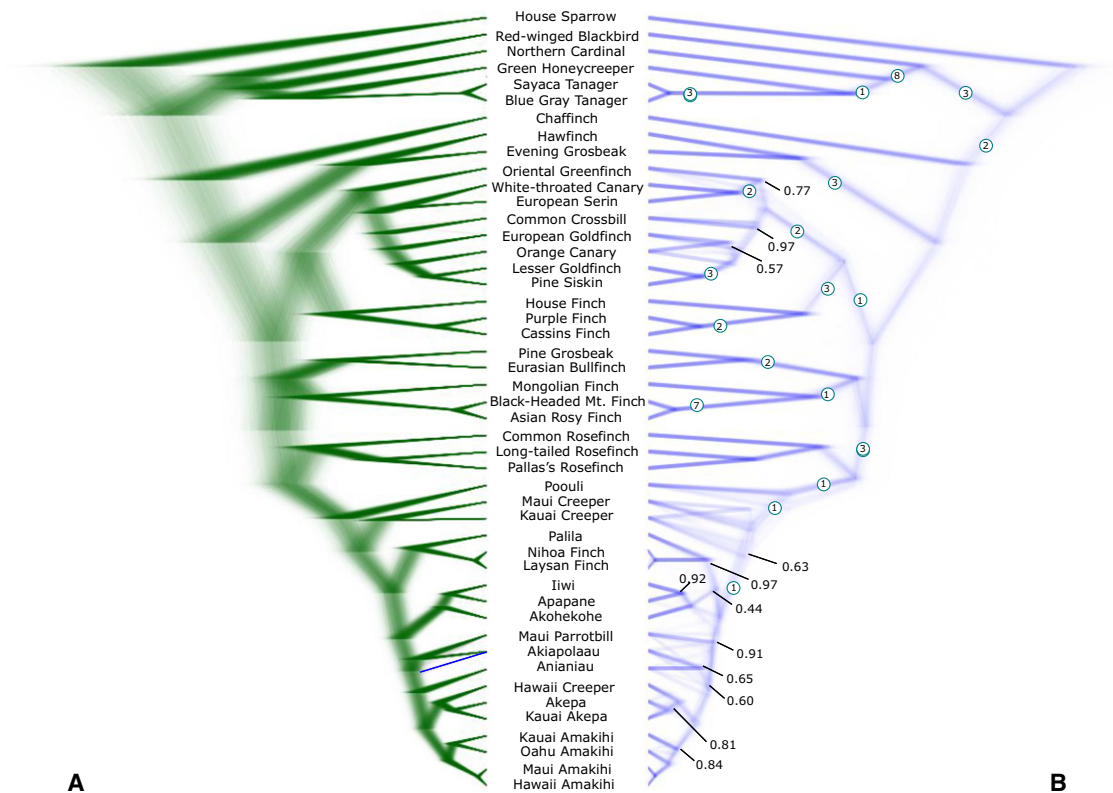 House Sparrow
Red-winged Blackbird
Northern Cardinal
Green Honeycreeper
8
Sayaca Tanager
3
1
3
Blue Gray Tanager
Chaffinch
Hawfinch
2
Evening Grosbeak
Oriental Greenfinch
3
White-throated Canary
2
0.77
European Serin
Common Crossbill
2
European Goldfinch
0.97
Orange Canary
Lesser Goldfinch
3
0.57
Pine Siskin
3
1
House Finch
Purple Finch
2
Cassins Finch
Pine Grosbeak
2
Eurasian Bullfinch
Mongolian Finch
1
Black-Headed Mt. Finch
7
Asian Rosy Finch
Common Rosefinch
Long-tailed Rosefinch
3
Pallas's Rosefinch
Poouli
1
Maui Creeper
1
Kauai Creeper
Palila
Nihoa Finch
Laysan Finch
0.63
Iiwi
0.92
1
0.97
Apapane
0.44
Akohekohe
Maui Parrotbill
Akiapolaau
0.91
Anianiau
0.65
Hawaii Creeper
Akepa
0.60
Kauai Akepa
Kauai Amakihi
0.81
Oahu Amakihi
0.84
Maui Amakihi
Hawaii Amakihi
A
B